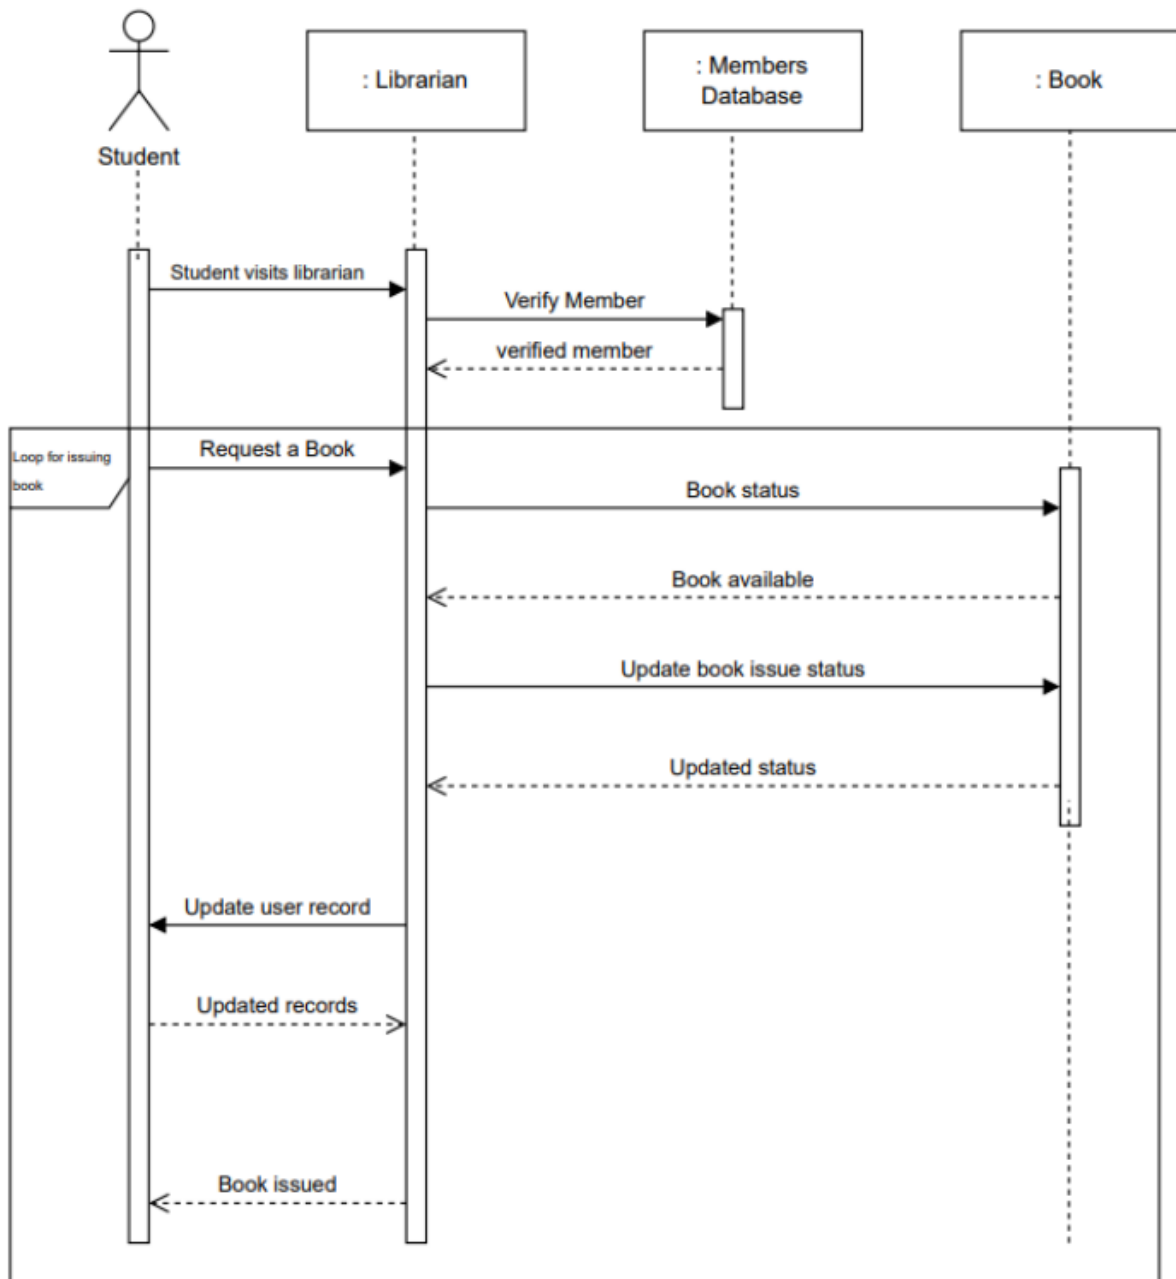 : Librarian
: Members
Database
: Book
Student
Student visits librarian
Verify Member
verified member
Loop for issuing
book
Request a Book
Book status
Book available
Update book issue status
Updated status
Update user record
Updated records
Book issued